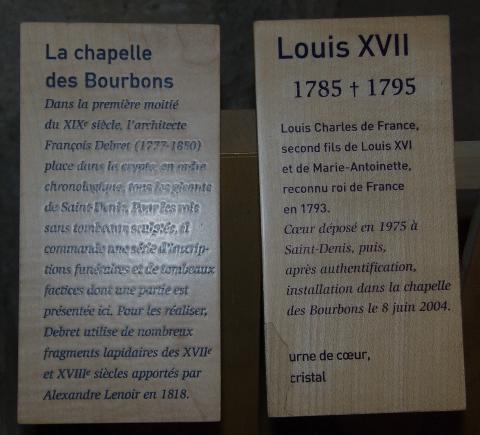 La chapelle
des Bourbons
Dans la première moitié
du XIXᵉ siècle, l'architecte
François Debret (1777-1850)
place dans la crypte, en ordre
chronologique, tous les gisants
de Saint-Denis. Pour les rois
sans tombeaux sculptés, il
commande une série d'inscrip-
tions funéraires et de tombeaux
factices dont une partie est
présentée ici. Pour les réaliser,
Debret utilise de nombreux
fragments lapidaires des XVIIᵉ
et XVIIIᵉ siècles apportés par
Alexandre Lenoir en 1818.
Louis XVII
1785 † 1795
Louis Charles de France,
second fils de Louis XVI
et de Marie-Antoinette,
reconnu roi de France
en 1793.
Cœur déposé en 1975 à
Saint-Denis, puis,
après authentification,
installation dans la chapelle
des Bourbons le 8 juin 2004.
urne de cœur,
cristal